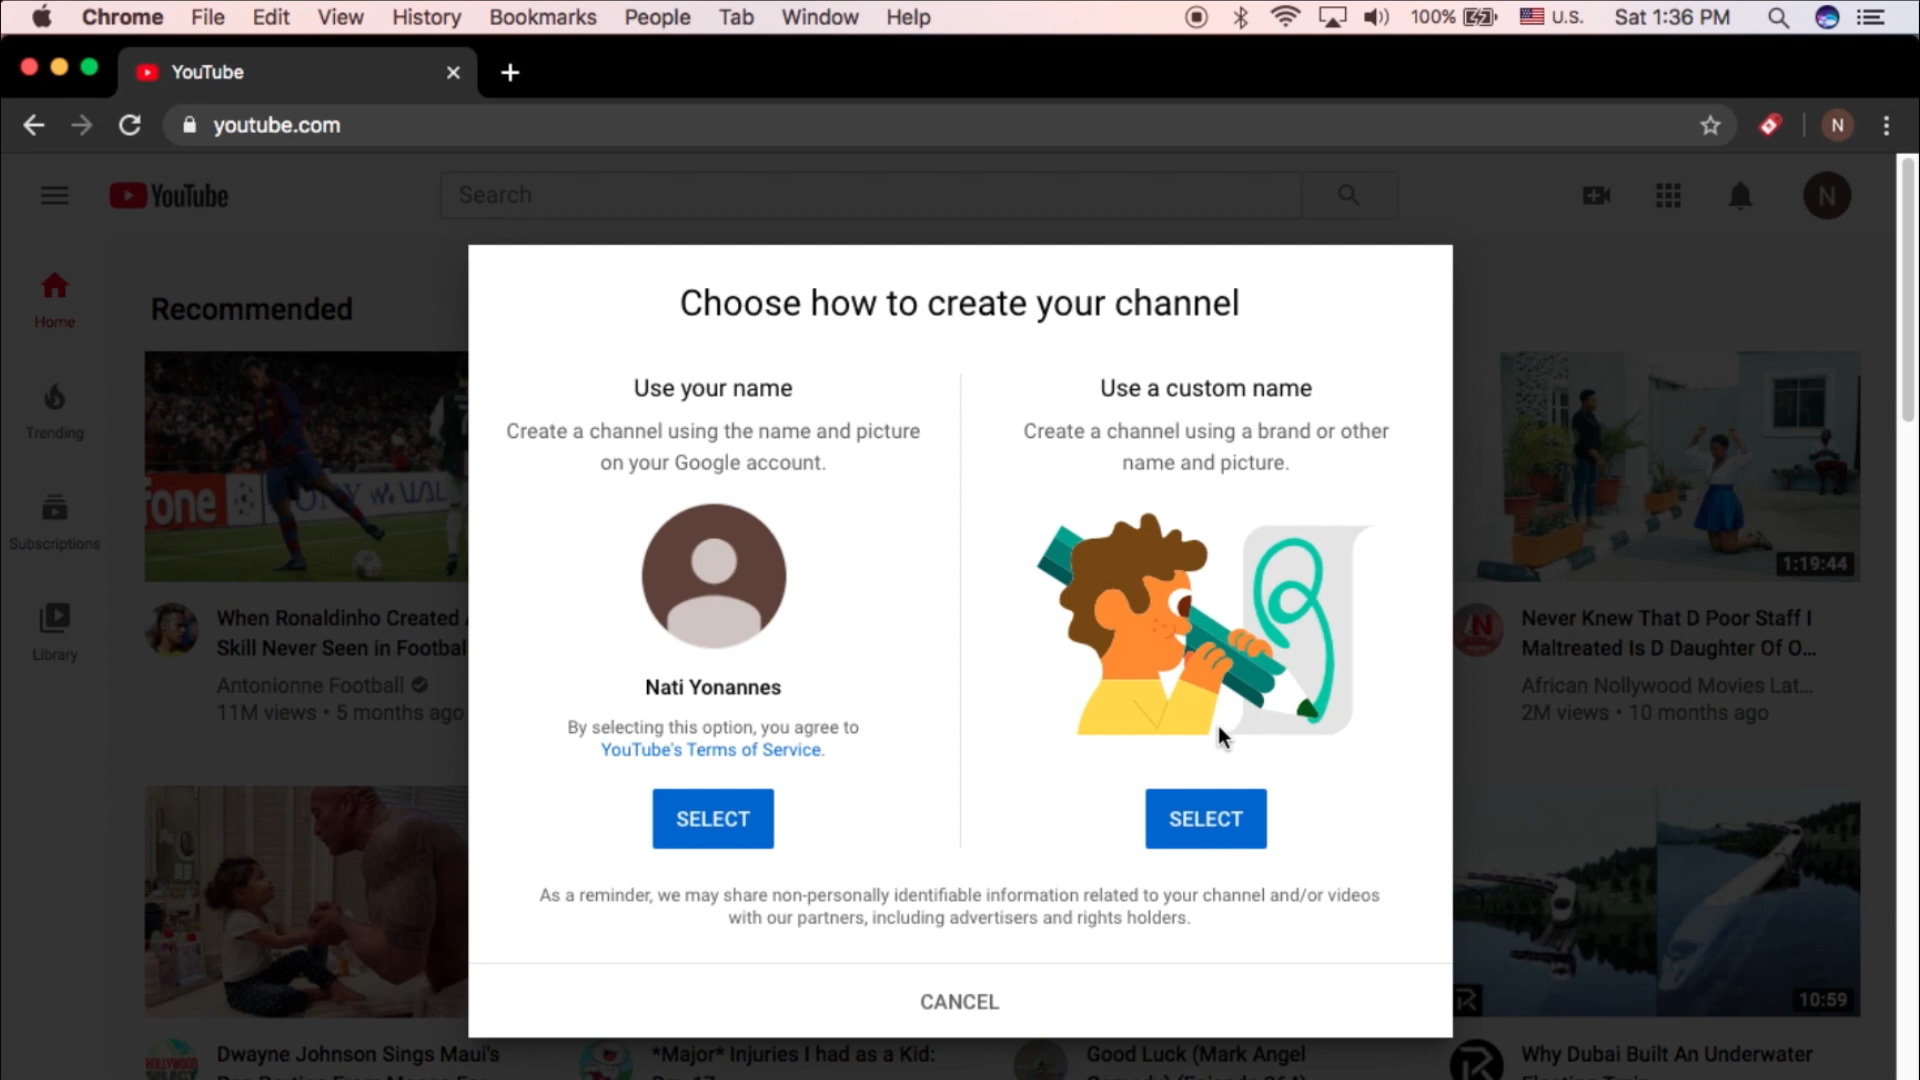 Chrome File Edit View History Bookmarks People Tab Window Help 100% U.S. Sat 1:36 PM
YouTube
youtube.com N
YouTube Search N
Home
Trending
Subscriptions
Library
Recommended
Choose how to create your channel
Use your name
Create a channel using the name and picture
on your Google account.
Nati Yonannes
By selecting this option, you agree to
YouTube's Terms of Service.
SELECT
Use a custom name
Create a channel using a brand or other
name and picture.
SELECT
As a reminder, we may share non-personally identifiable information related to your channel and/or videos
with our partners, including advertisers and rights holders.
CANCEL
fone
When Ronaldinho Created
Skill Never Seen in Footbal
Antonionne Football
11M views • 5 months ago
1:19:44
N
Never Knew That D Poor Staff I
Maltreated Is D Daughter Of O...
African Nollywood Movies Lat...
2M views • 10 months ago
10:59
HOLLYWOOD
Dwayne Johnson Sings Maui's
*Major* Injuries I had as a Kid:
Good Luck (Mark Angel
Why Dubai Built An Underwater